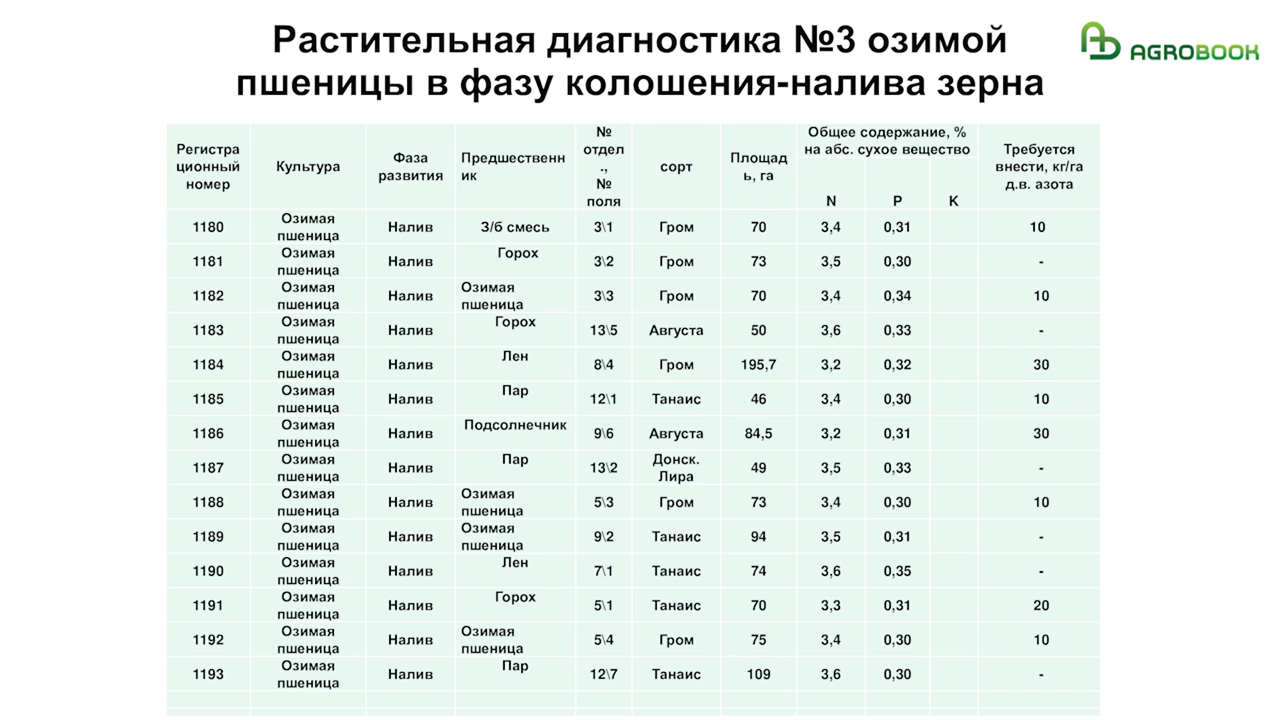 Растительная диагностика №3 озимой
пшеницы в фазу колошения-налива зерна
AGROBOOK
Регистра
ционный
номер
Культура
Фаза
развития
Предшественн
ик
№
отдел
.,
№
поля
сорт
Площад
ь, га
Общее содержание, %
на абс. сухое вещество
N P K
Требуется
внести, кг/га
д.в. азота
1180 Озимая
пшеница Налив З/б смесь 3\1 Гром 70 3,4 0,31 10
1181 Озимая
пшеница Налив Горох 3\2 Гром 73 3,5 0,30 -
1182 Озимая
пшеница Налив Озимая
пшеница 3\3 Гром 70 3,4 0,34 10
1183 Озимая
пшеница Налив Горох 13\5 Августа 50 3,6 0,33 -
1184 Озимая
пшеница Налив Лен 8\4 Гром 195,7 3,2 0,32 30
1185 Озимая
пшеница Налив Пар 12\1 Танаис 46 3,4 0,30 10
1186 Озимая
пшеница Налив Подсолнечник 9\6 Августа 84,5 3,2 0,31 30
1187 Озимая
пшеница Налив Пар 13\2 Донск.
Лира 49 3,5 0,33 -
1188 Озимая
пшеница Налив Озимая
пшеница 5\3 Гром 73 3,4 0,30 10
1189 Озимая
пшеница Налив Озимая
пшеница 9\2 Танаис 94 3,5 0,31 -
1190 Озимая
пшеница Налив Лен 7\1 Танаис 74 3,6 0,35 -
1191 Озимая
пшеница Налив Горох 5\1 Танаис 70 3,3 0,31 20
1192 Озимая
пшеница Налив Озимая
пшеница 5\4 Гром 75 3,4 0,30 10
1193 Озимая
пшеница Налив Пар 12\7 Танаис 109 3,6 0,30 -